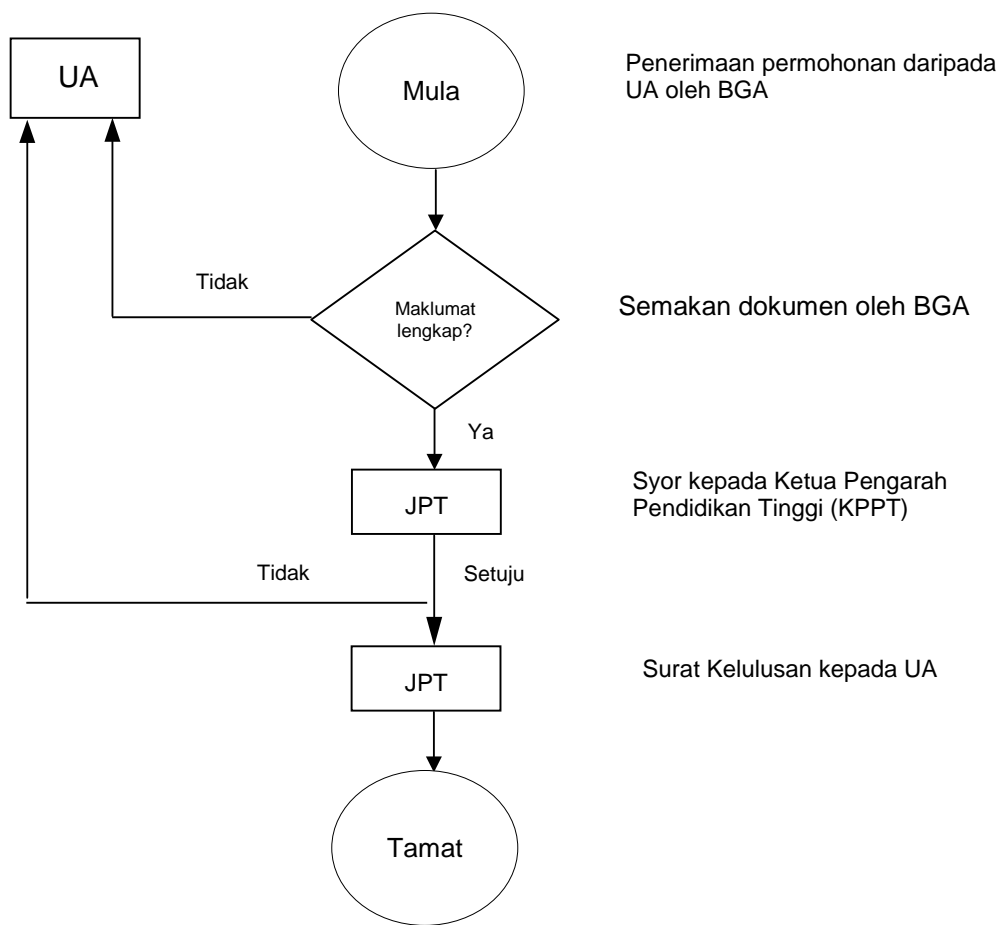 UA
Mula
Penerimaan permohonan daripada
UA oleh BGA
Tidak
Maklumat
lengkap?
Semakan dokumen oleh BGA
Ya
JPT
Syor kepada Ketua Pengarah
Pendidikan Tinggi (KPPT)
Tidak
Setuju
JPT
Surat Kelulusan kepada UA
Tamat